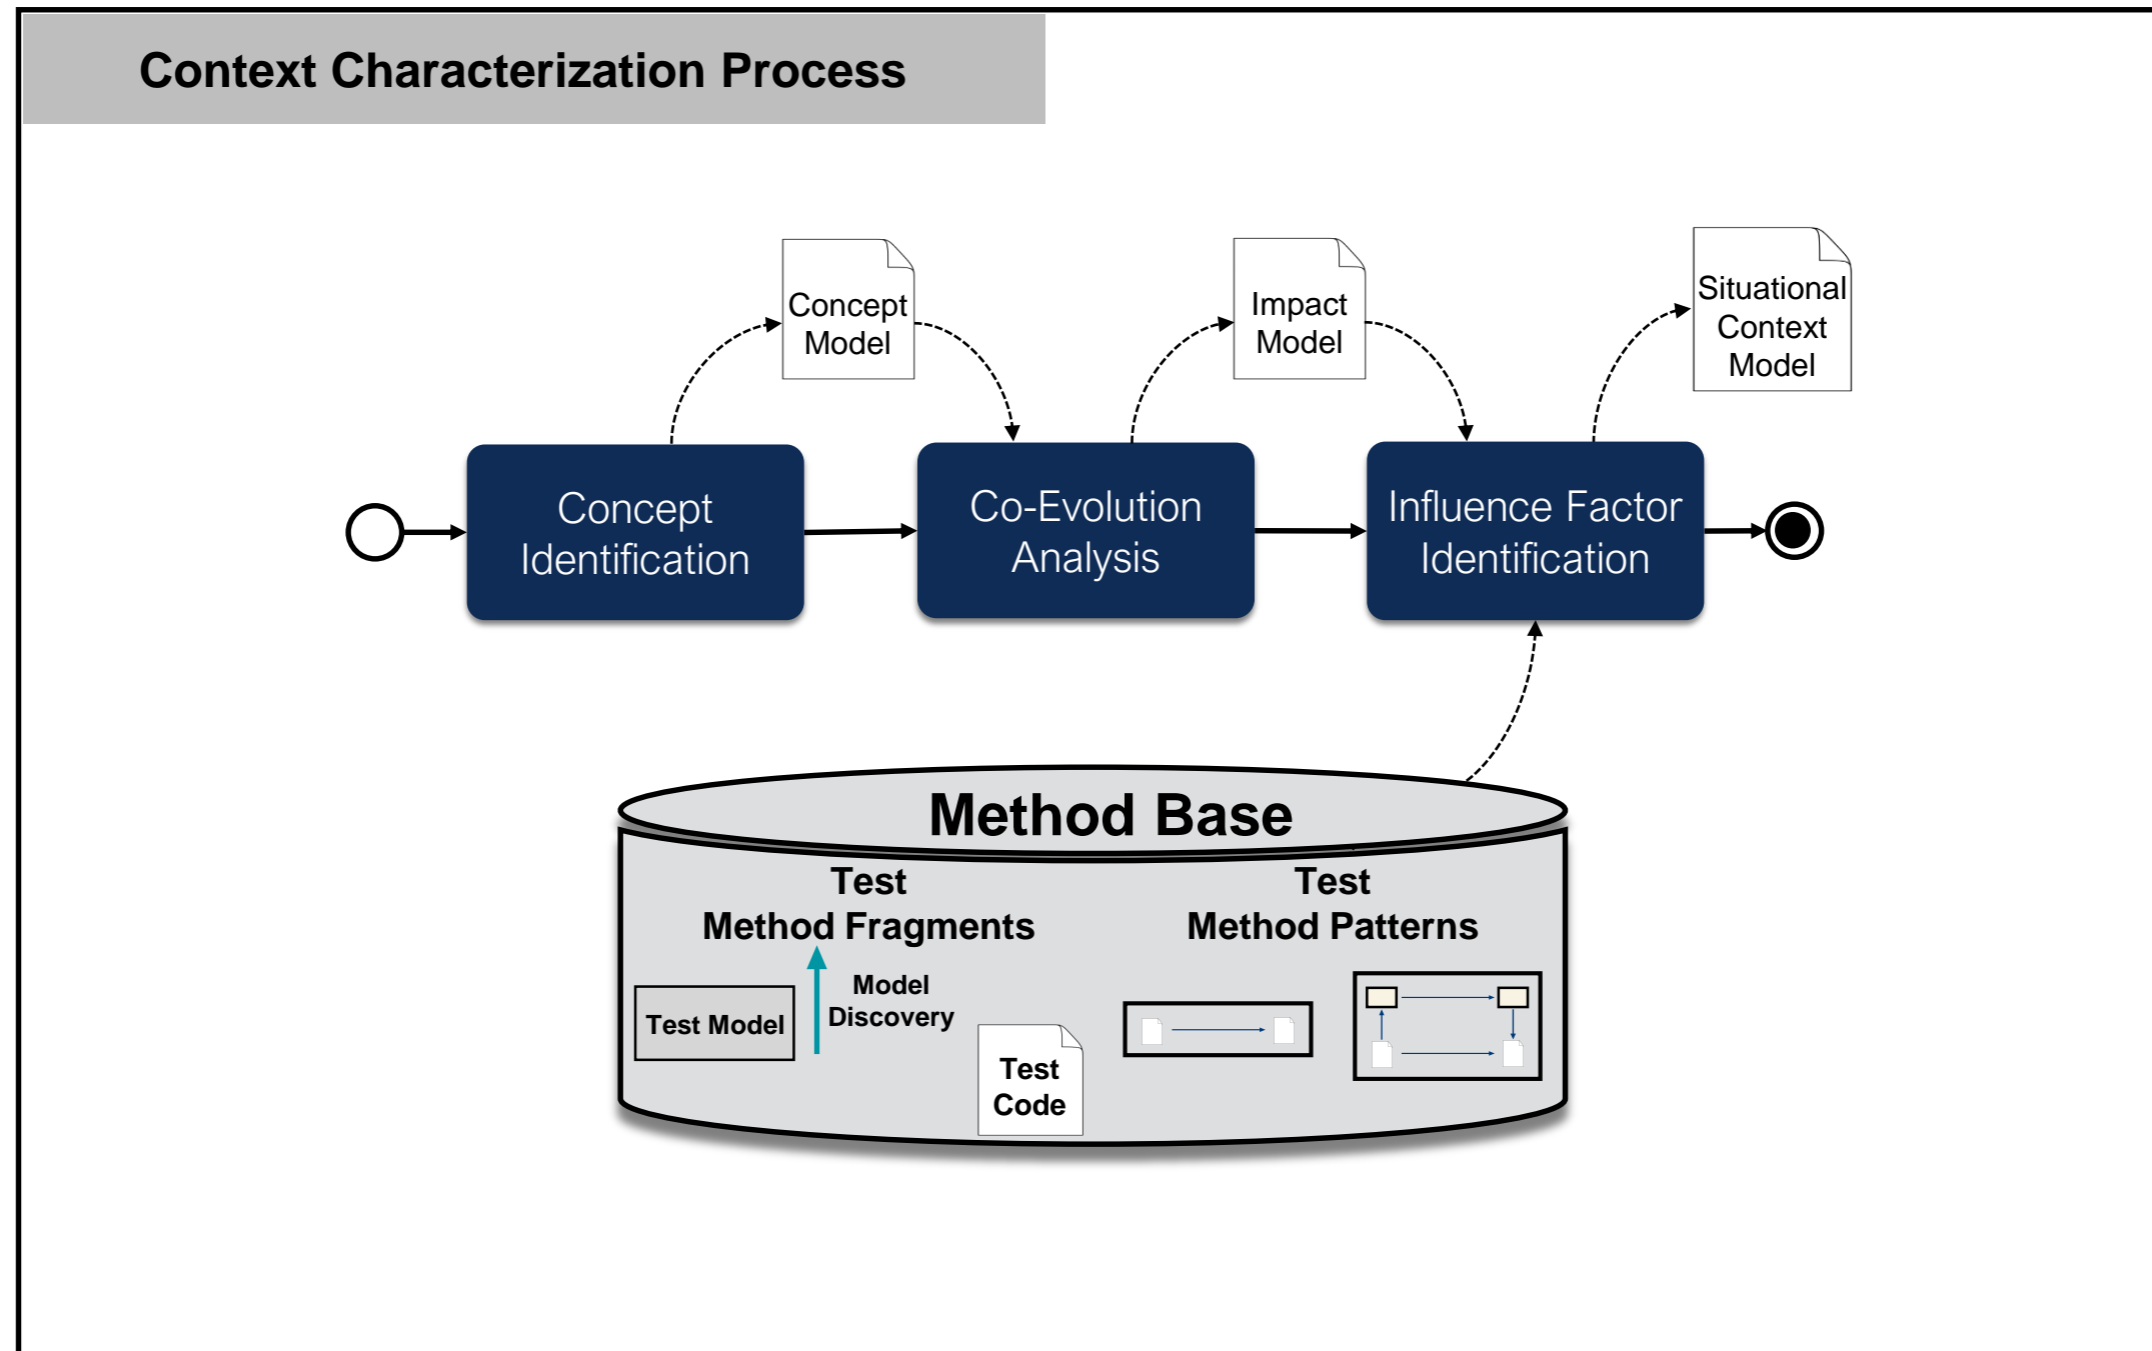 Context Characterization Process
Concept
Model
Impact
Model
Situational
Context
Model
Concept
Identification
Co-Evolution
Analysis
Influence Factor
Identification
Method Base
Test
Method Fragments
Test
Method Patterns
Test Model
Model
Discovery
Test
Code